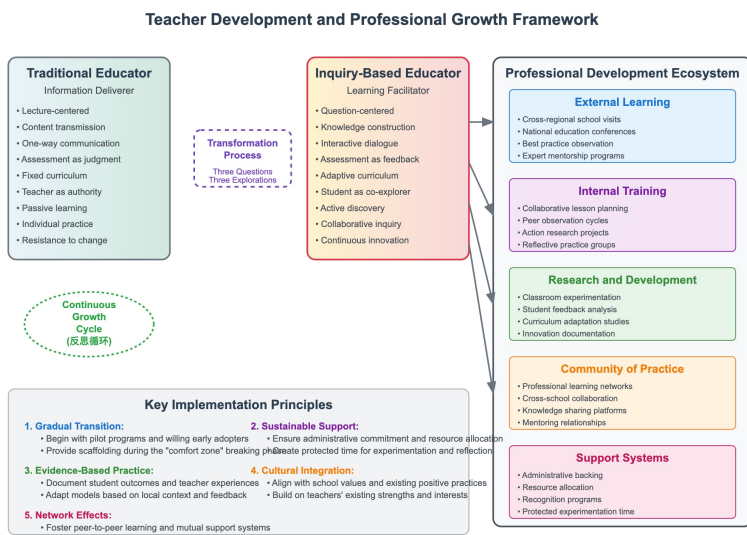 Teacher Development and Professional Growth Framework
Traditional Educator
Information Deliverer
• Lecture-centered
• Content transmission
• One-way communication
• Assessment as judgment
• Fixed curriculum
• Teacher as authority
• Passive learning
• Individual practice
• Resistance to change
Transformation
Process
Three Questions
Three Explorations
Inquiry-Based Educator
Learning Facilitator
• Question-centered
• Knowledge construction
• Interactive dialogue
• Assessment as feedback
• Adaptive curriculum
• Student as co-explorer
• Active discovery
• Collaborative inquiry
• Continuous innovation
Professional Development Ecosystem
External Learning
• Cross-regional school visits
• National education conferences
• Best practice observation
• Expert mentorship programs
Internal Training
• Collaborative lesson planning
• Peer observation cycles
• Action research projects
• Reflective practice groups
Research and Development
• Classroom experimentation
• Student feedback analysis
• Curriculum adaptation studies
• Innovation documentation
Community of Practice
• Professional learning networks
• Cross-school collaboration
• Knowledge sharing platforms
• Mentoring relationships
Support Systems
• Administrative backing
• Resource allocation
• Recognition programs
• Protected experimentation time
Continuous
Growth
Cycle
(反思循环)
Key Implementation Principles
1. Gradual Transition:
• Begin with pilot programs and willing early adopters
• Provide scaffolding during the "comfort zone" breaking phase
2. Sustainable Support:
• Ensure administrative commitment and resource allocation
• Create protected time for experimentation and reflection
3. Evidence-Based Practice:
• Document student outcomes and teacher experiences
• Adapt models based on local context and feedback
4. Cultural Integration:
• Align with school values and existing positive practices
• Build on teachers' existing strengths and interests
5. Network Effects:
• Foster peer-to-peer learning and mutual support systems